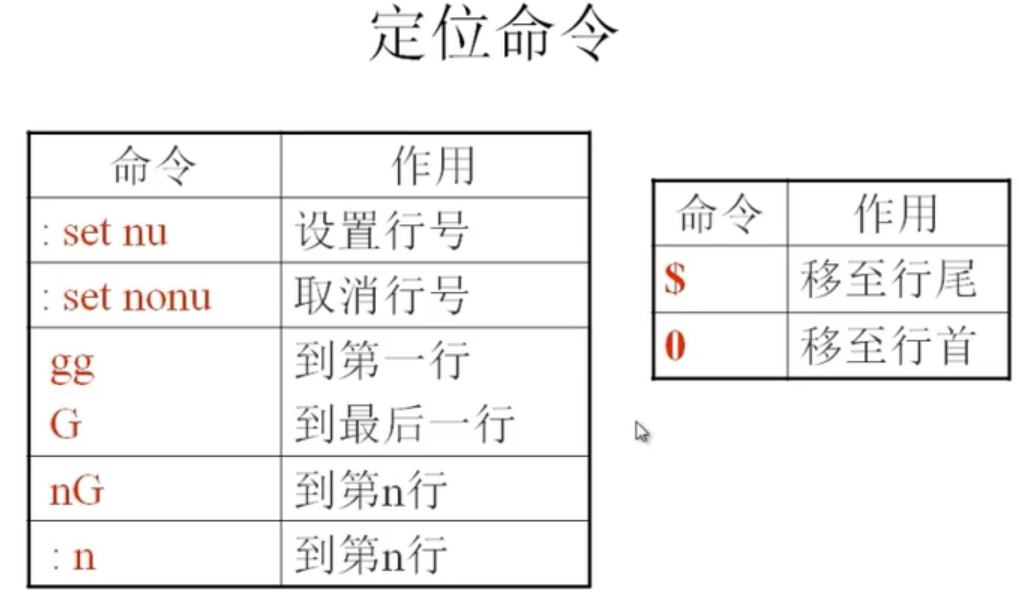 定位命令
命令 作用
: set nu 设置行号
: set nonu 取消行号
gg 到第一行
G 到最后一行
nG 到第n行
: n 到第n行
命令 作用
$ 移至行尾
0 移至行首